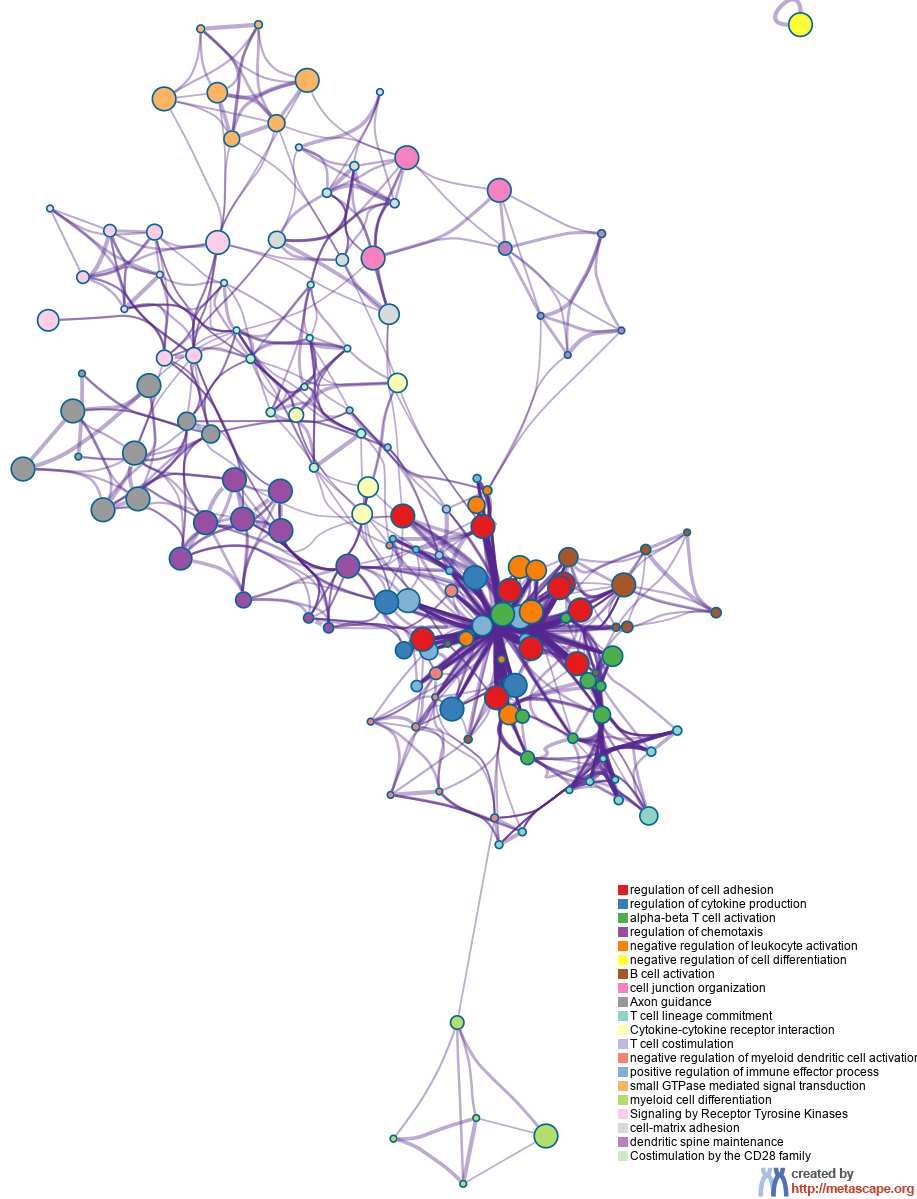 regulation of cell adhesion
regulation of cytokine production
alpha-beta T cell activation
regulation of chemotaxis
negative regulation of leukocyte activation
negative regulation of cell differentiation
B cell activation
cell junction organization
Axon guidance
T cell lineage commitment
Cytokine-cytokine receptor interaction
T cell costimulation
negative regulation of myeloid dendritic cell activation
positive regulation of immune effector process
small GTPase mediated signal transduction
myeloid cell differentiation
Signaling by Receptor Tyrosine Kinases
cell-matrix adhesion
dendritic spine maintenance
Costimulation by the CD28 family
created by
http://metascape.org